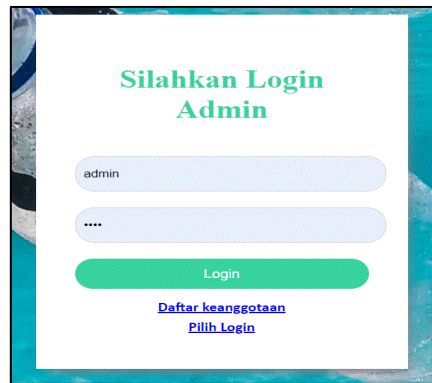 Silahkan Login
Admin
admin
••••
Login
Daftar keanggotaan
Pilih Login